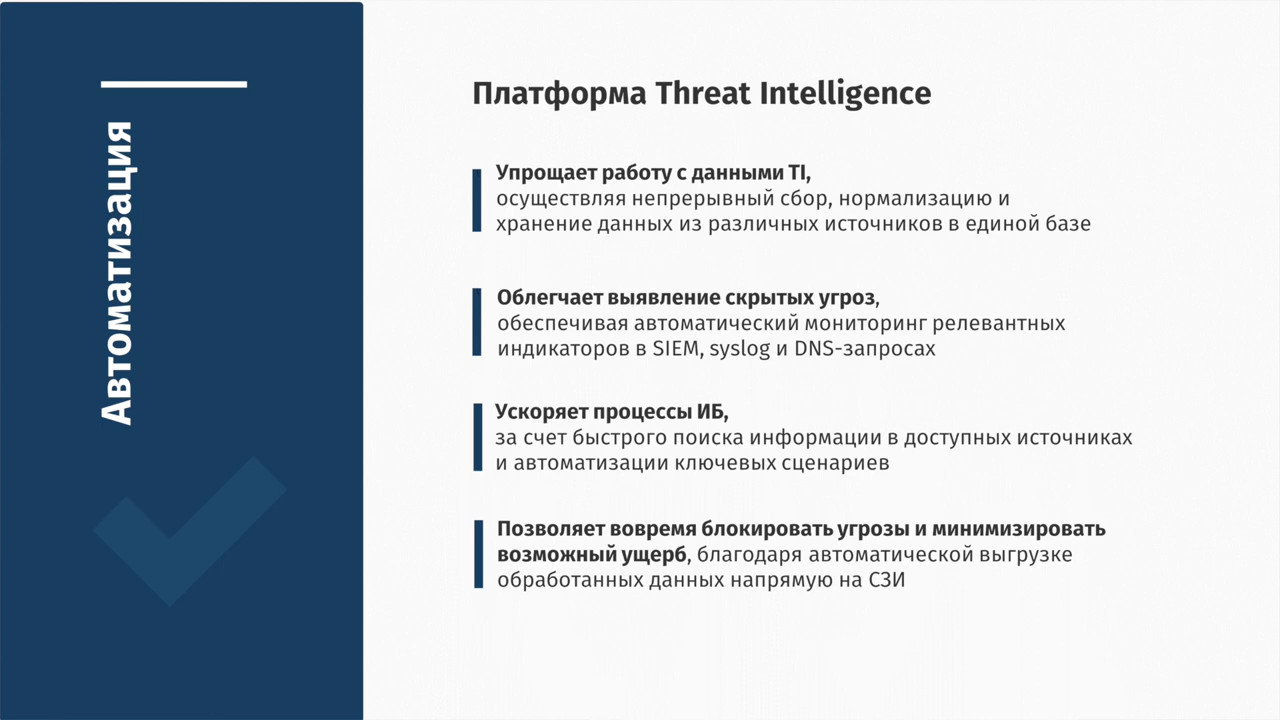 Автоматизация
Платформа Threat Intelligence
Упрощает работу с данными TI,
осуществляя непрерывный сбор, нормализацию и
хранение данных из различных источников в единой базе
Облегчает выявление скрытых угроз,
обеспечивая автоматический мониторинг релевантных
индикаторов в SIEM, syslog и DNS-запросах
Ускоряет процессы ИБ,
за счет быстрого поиска информации в доступных источниках
и автоматизации ключевых сценариев
Позволяет вовремя блокировать угрозы и минимизировать
возможный ущерб, благодаря автоматической выгрузке
обработанных данных напрямую на СЗИ